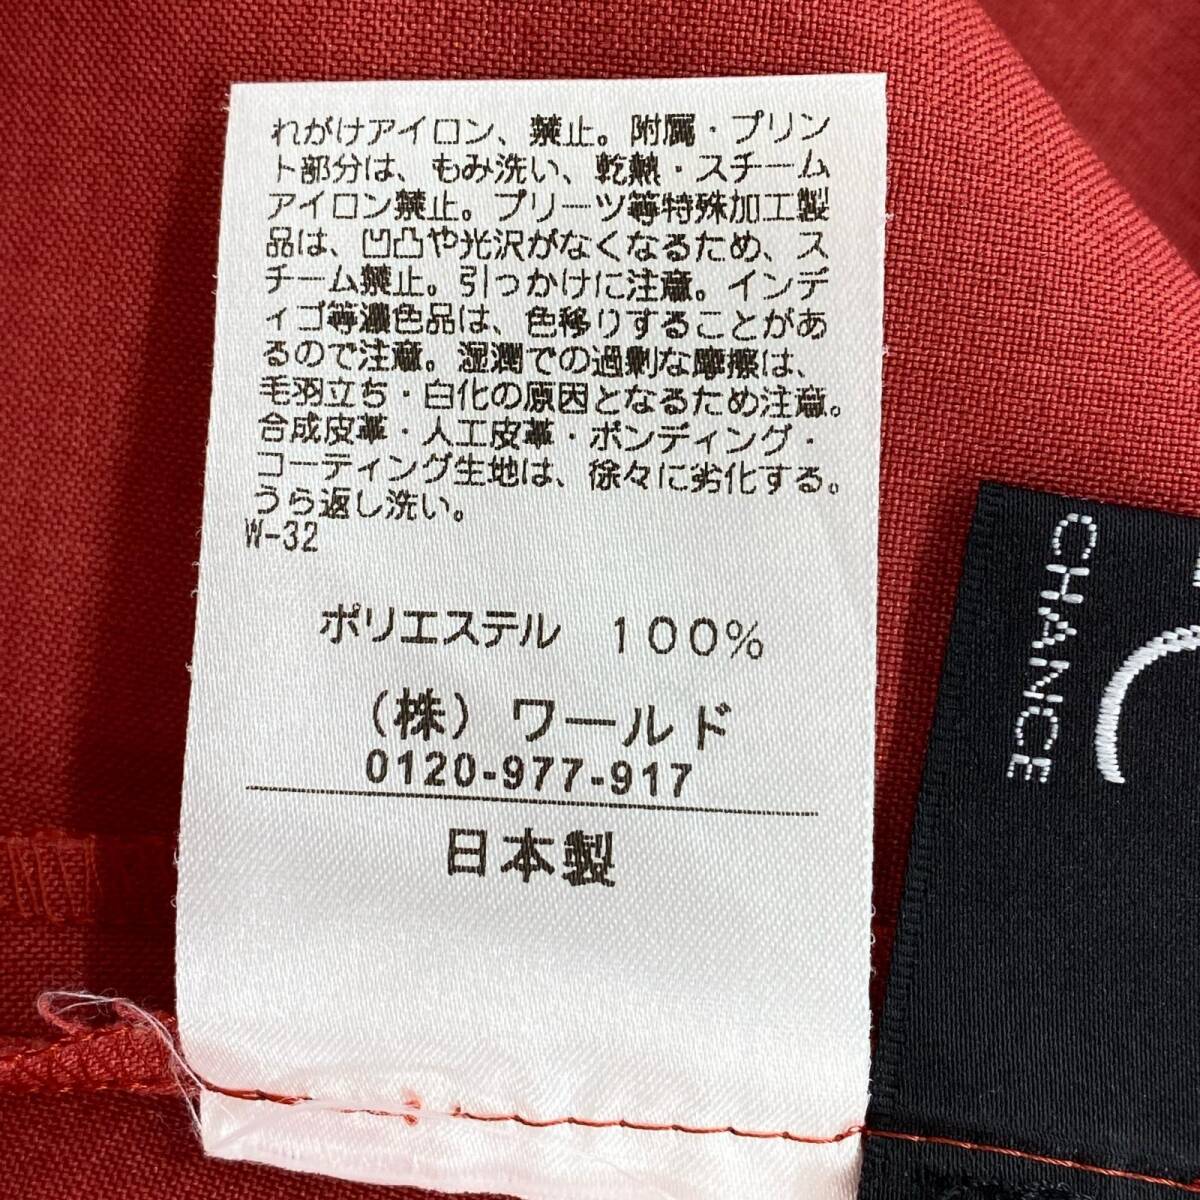 れがけアイロン、禁止。附属・プリン
ト部分は、もみ洗い、乾熱・スチーム
アイロン禁止。プリーツ等特殊加工製
品は、凹凸や光沢がなくなるため、ス
チーム禁止。引っかけに注意。インデ
ィゴ等濃色品は、色移りすることがあ
るので注意。湿潤での過剰な摩擦は、
毛羽立ち・白化の原因となるため注意。
合成皮革・人工皮革・ボンディング・
コーティング生地は、徐々に劣化する。
うら返し洗い。
W-32
ポリエステル 100%
(株) ワールド
0120-977-917
日本製
CHANCE